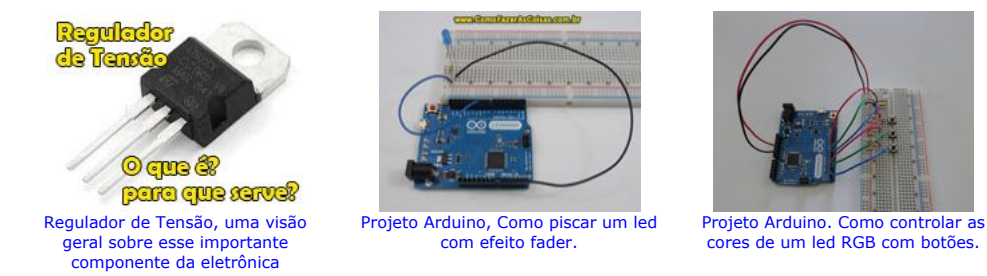 Regulador
de Tensão
O que é?
para que serve?
Regulador de Tensão, uma visão
geral sobre esse importante
componente da eletrônica
www.ComoFazerAsCoisas.com.br
Projeto Arduino, Como piscar um led
com efeito fader.
Projeto Arduino. Como controlar as
cores de um led RGB com botões.